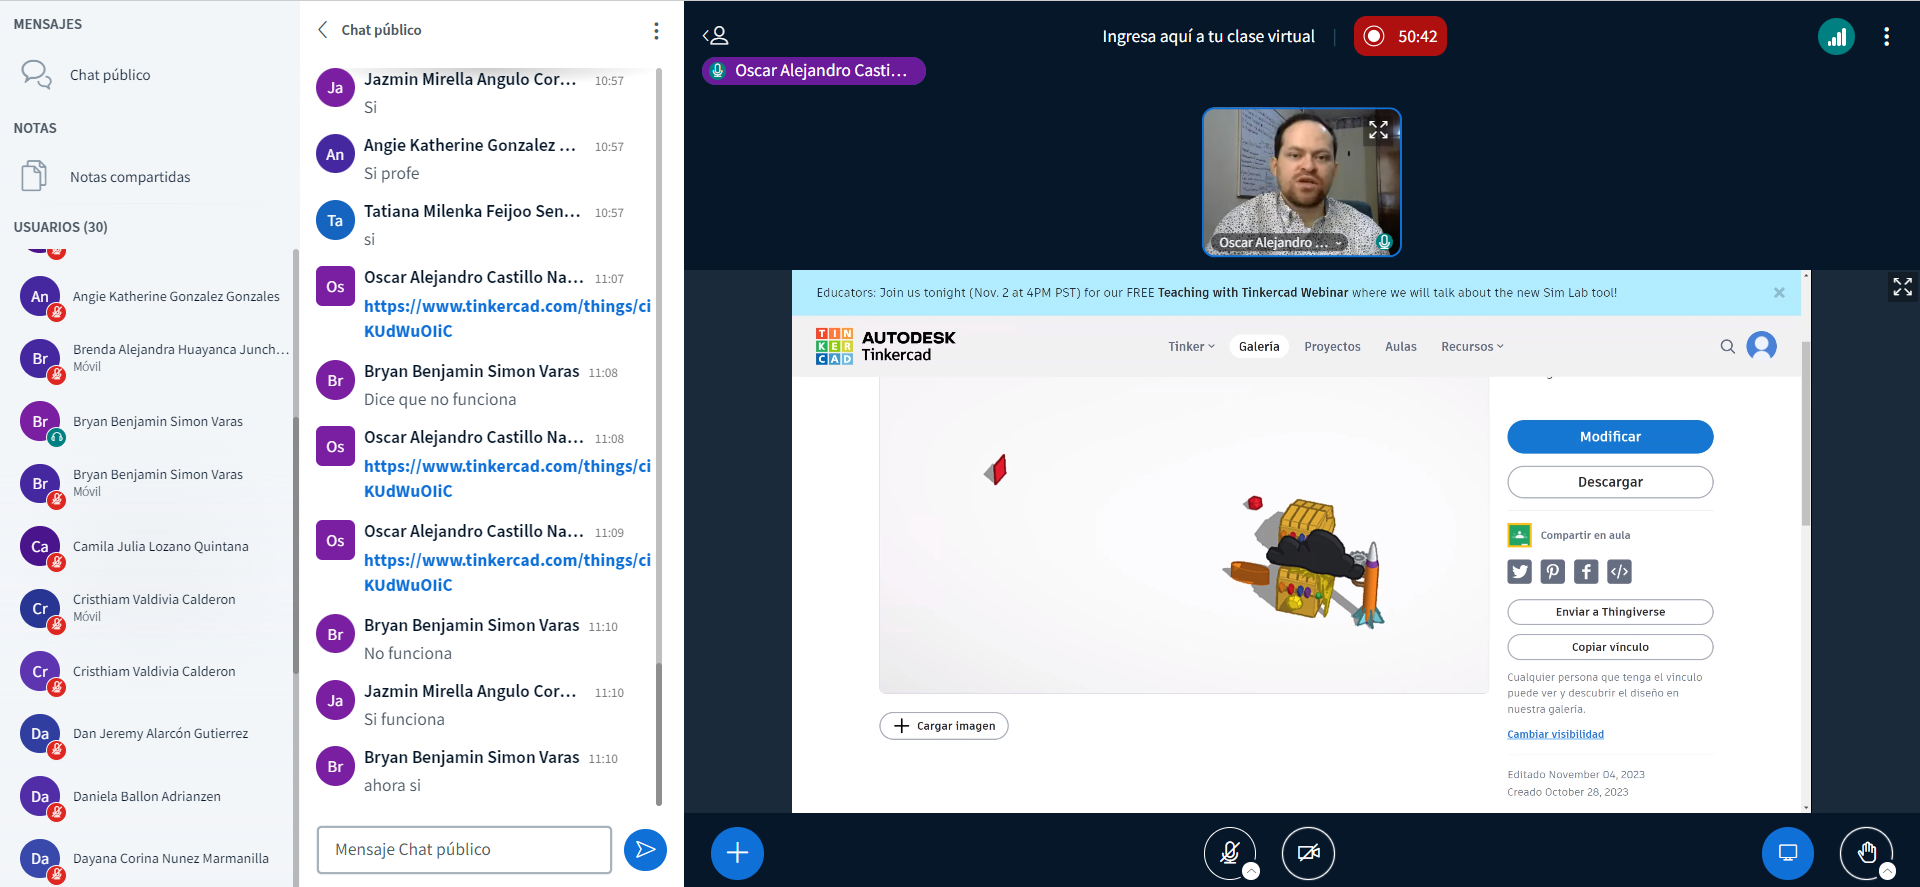 MENSAJES
Chat público
NOTAS
Notas compartidas
USUARIOS (30)
An
Angie Katherine Gonzalez Gonzales
Br
Brenda Alejandra Huayanca Junch...
Móvil
Br
Bryan Benjamin Simon Varas
Br
Bryan Benjamin Simon Varas
Móvil
Ca
Camila Julia Lozano Quintana
Cr
Cristhiam Valdivia Calderon
Móvil
Cr
Cristhiam Valdivia Calderon
Da
Dan Jeremy Alarcón Gutierrez
Da
Daniela Ballon Adrianzen
Da
Dayana Corina Nunez Marmanilla
Chat público
Ja
Jazmin Mirella Angulo Cor... 10:57
Si
An
Angie Katherine Gonzalez ... 10:57
Si profe
Ta
Tatiana Milenka Feijoo Sen... 10:57
si
Os
Oscar Alejandro Castillo Na... 11:07
https://www.tinkercad.com/things/ci
KUdWuOIiC
Br
Bryan Benjamin Simon Varas 11:08
Dice que no funciona
Os
Oscar Alejandro Castillo Na... 11:08
https://www.tinkercad.com/things/ci
KUdWuOIiC
Os
Oscar Alejandro Castillo Na... 11:09
https://www.tinkercad.com/things/ci
KUdWuOIiC
Br
Bryan Benjamin Simon Varas 11:10
No funciona
Ja
Jazmin Mirella Angulo Cor... 11:10
Si funciona
Br
Bryan Benjamin Simon Varas 11:10
ahora si
Mensaje Chat público
Ingresa aquí a tu clase virtual
50:42
Oscar Alejandro Casti...
Oscar Alejandro ...
Educators: Join us tonight (Nov. 2 at 4PM PST) for our FREE Teaching with Tinkercad Webinar where we will talk about the new Sim Lab tool!
TIN
KER
CAD
AUTODESK
Tinkercad
Tinker
Galería
Proyectos
Aulas
Recursos
Modificar
Descargar
Compartir en aula
Enviar a Thingiverse
Copiar vínculo
Cualquier persona que tenga el vínculo
puede ver y descubrir el diseño en
nuestra galería.
Cambiar visibilidad
Editado November 04, 2023
Creado October 28, 2023
Cargar imagen